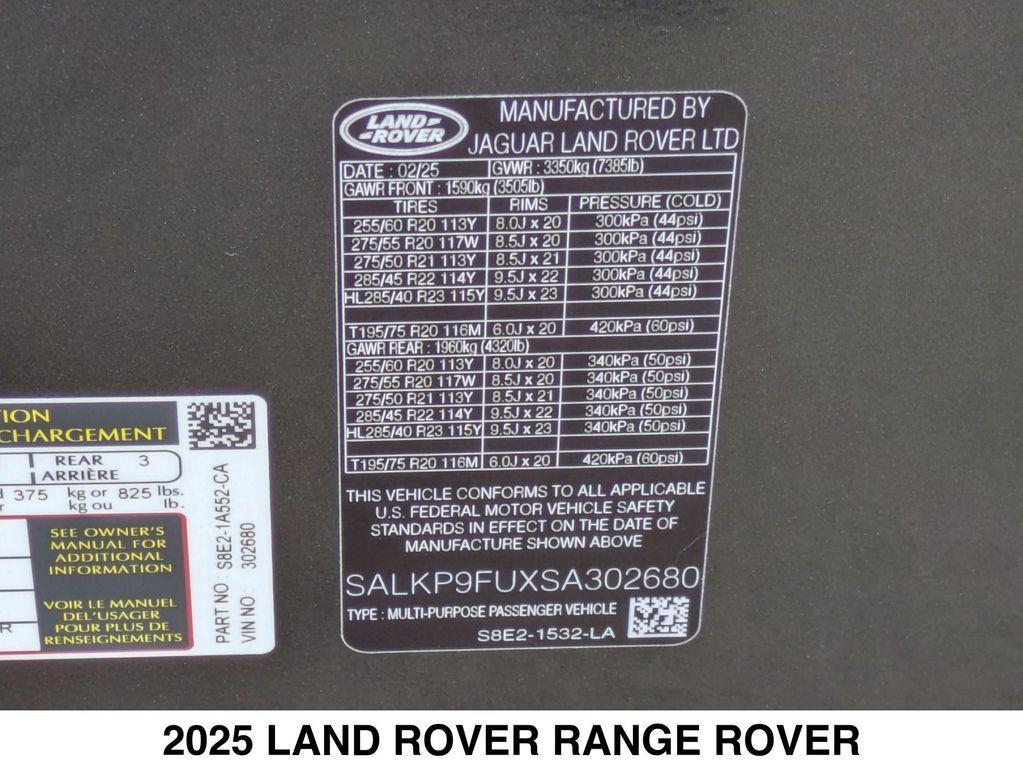 LAND-
-ROVER
MANUFACTURED BY
JAGUAR LAND ROVER LTD
DATE : 02/25 GVWR : 3350kg (7385lb)
GAWR FRONT : 1590kg (3505lb)
TIRES RIMS PRESSURE (COLD)
255/60 R20 113Y 8.0J x 20 300kPa (44psi)
275/55 R20 117W 8.5J x 20 300kPa (44psi)
275/50 R21 113Y 8.5J x 21 300kPa (44psi)
285/45 R22 114Y 9.5J x 22 300kPa (44psi)
HL285/40 R23 115Y 9.5J x 23 300kPa (44psi)
T195/75 R20 116M 6.0J x 20 420kPa (60psi)
GAWR REAR : 1960kg (4320lb)
255/60 R20 113Y 8.0J x 20 340kPa (50psi)
275/55 R20 117W 8.5J x 20 340kPa (50psi)
275/50 R21 113Y 8.5J x 21 340kPa (50psi)
285/45 R22 114Y 9.5J x 22 340kPa (50psi)
HL285/40 R23 115Y 9.5J x 23 340kPa (50psi)
T195/75 R20 116M 6.0J x 20 420kPa (60psi)
THIS VEHICLE CONFORMS TO ALL APPLICABLE
U.S. FEDERAL MOTOR VEHICLE SAFETY
STANDARDS IN EFFECT ON THE DATE OF
MANUFACTURE SHOWN ABOVE
SALKP9FUXSA302680
TYPE : MULTI-PURPOSE PASSENGER VEHICLE
S8E2-1532-LA
CHARGEMENT
REAR 3
ARRIÈRE
375 kg or 825 lbs.
kg ou lb.
SEE OWNER'S
MANUAL FOR
ADDITIONAL
INFORMATION
VOIR LE MANUEL
DEL'USAGER
POUR PLUS DE
RENSEIGNEMENTS
PART NO : S8E2-1A552-CA
VIN NO : 302680
2025 LAND ROVER RANGE ROVER